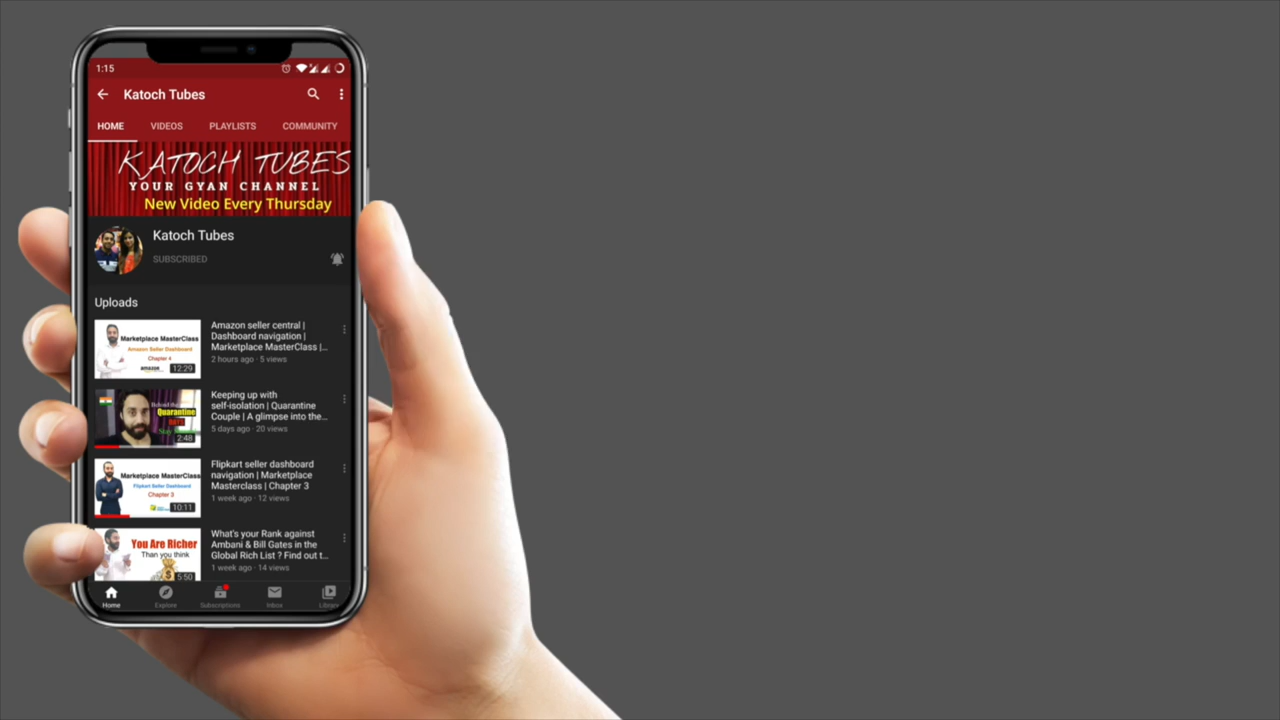 1:15
Katoch Tubes
HOME VIDEOS PLAYLISTS COMMUNITY
KATOCH TUBES
YOUR GYAN CHANNEL
New Video Every Thursday
Katoch Tubes
SUBSCRIBED
Uploads
Marketplace MasterClass
Amazon Seller Dashboard
Chapter 4
amazon
12:29
Amazon seller central |
Dashboard navigation |
Marketplace MasterClass |...
2 hours ago · 5 views
Quarantine
2:48
Keeping up with
self-isolation | Quarantine
Couple | A glimpse into the...
5 days ago · 20 views
Marketplace MasterClass
Flipkart Seller Dashboard
Chapter 3
10:11
Flipkart seller dashboard
navigation | Marketplace
Masterclass | Chapter 3
1 week ago · 12 views
You Are Richer
Than you think
$
5:50
What's your Rank against
Ambani & Bill Gates in the
Global Rich List ? Find out t...
1 week ago · 14 views
Home Explore Subscriptions Inbox Library